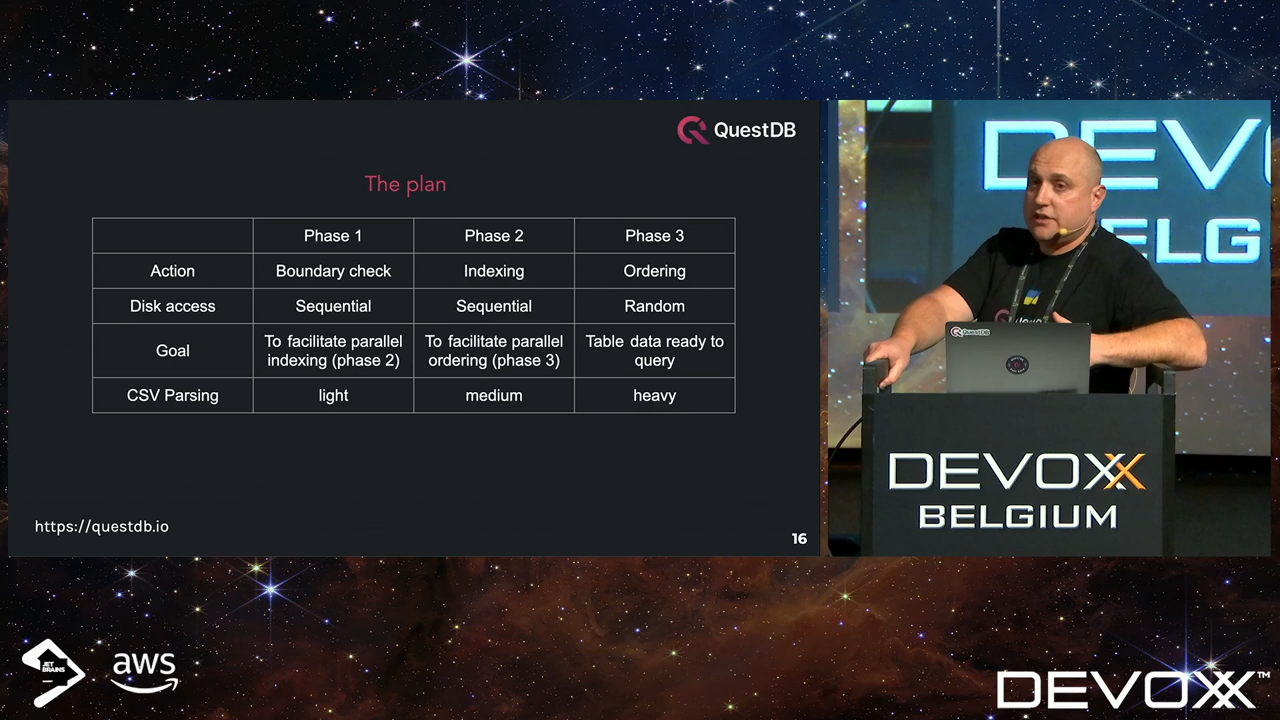 QuestDB
The plan
Phase 1 Phase 2 Phase 3
Action Boundary check Indexing Ordering
Disk access Sequential Sequential Random
Goal To facilitate parallel indexing (phase 2) To facilitate parallel ordering (phase 3) Table data ready to query
CSV Parsing light medium heavy
https://questdb.io
16
DEVO
ELG
QuestDB
DEVOXX
BELGIUM
JET
BRAINS
aws
DEVOXX™